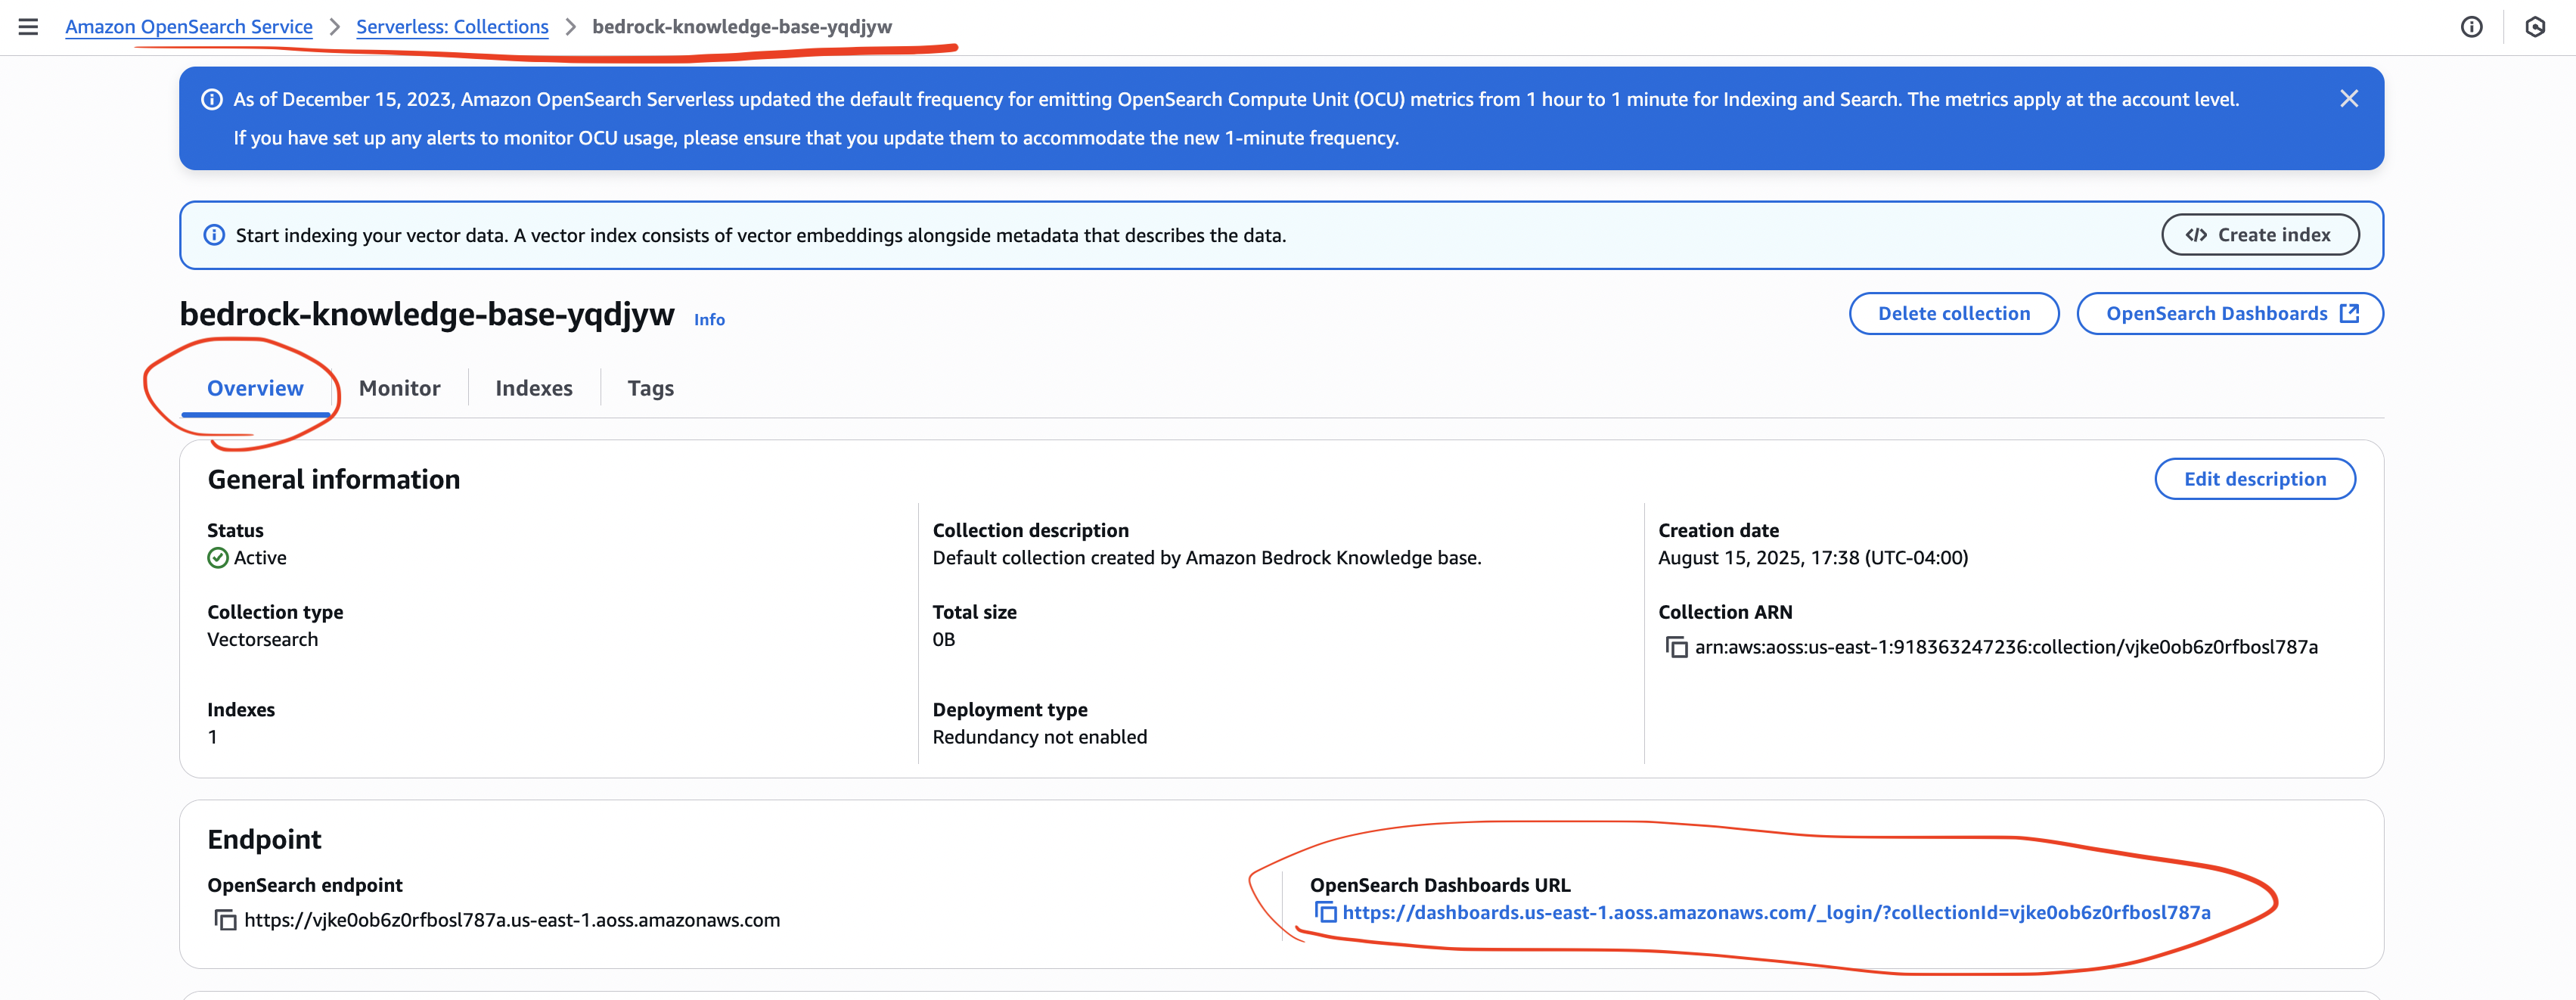 Amazon OpenSearch Service > Serverless: Collections > bedrock-knowledge-base-yqdjyw
As of December 15, 2023, Amazon OpenSearch Serverless updated the default frequency for emitting OpenSearch Compute Unit (OCU) metrics from 1 hour to 1 minute for Indexing and Search. The metrics apply at the account level.
If you have set up any alerts to monitor OCU usage, please ensure that you update them to accommodate the new 1-minute frequency.
Start indexing your vector data. A vector index consists of vector embeddings alongside metadata that describes the data.
</> Create index
bedrock-knowledge-base-yqdjyw Info
Delete collection
OpenSearch Dashboards
Overview
Monitor
Indexes
Tags
General information
Edit description
Status
Active
Collection description
Default collection created by Amazon Bedrock Knowledge base.
Creation date
August 15, 2025, 17:38 (UTC-04:00)
Collection type
Vectorsearch
Total size
0B
Collection ARN
arn:aws:aoss:us-east-1:918363247236:collection/vjke0ob6z0rfbosl787a
Indexes
1
Deployment type
Redundancy not enabled
Endpoint
OpenSearch endpoint
https://vjke0ob6z0rfbosl787a.us-east-1.aoss.amazonaws.com
OpenSearch Dashboards URL
https://dashboards.us-east-1.aoss.amazonaws.com/_login/?collectionId=vjke0ob6z0rfbosl787a